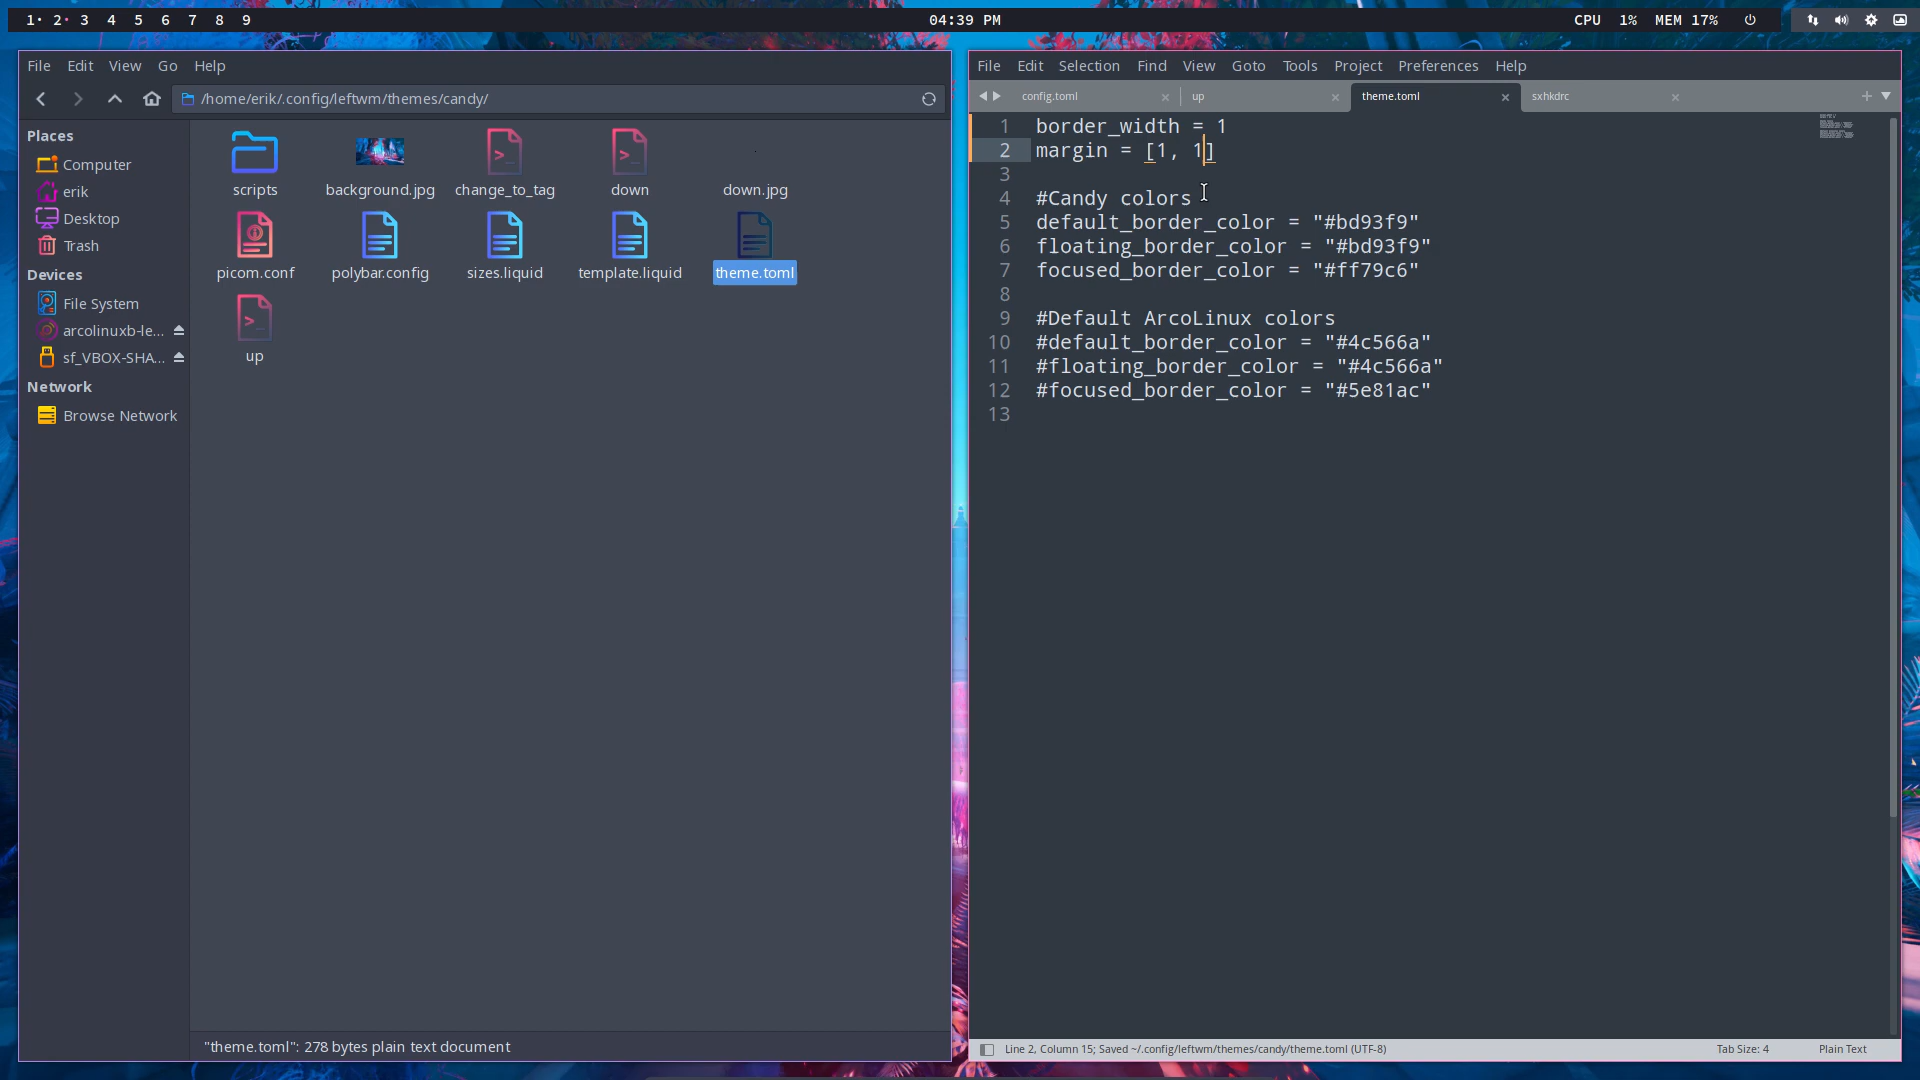 1· 2· 3 4 5 6 7 8 9
04:39 PM
CPU 1% MEM 17%
File Edit View Go Help
/home/erik/.config/leftwm/themes/candy/
Places
Computer
erik
Desktop
Trash
Devices
File System
arcolinuxb-le...
sf_VBOX-SHA...
Network
Browse Network
scripts
background.jpg
change_to_tag
down
down.jpg
picom.conf
polybar.config
sizes.liquid
template.liquid
theme.toml
up
"theme.toml": 278 bytes plain text document
File Edit Selection Find View Goto Tools Project Preferences Help
config.toml
up
theme.toml
sxhkdrc
1 border_width = 1
2 margin = [1, 1]
3
4 #Candy colors
5 default_border_color = "#bd93f9"
6 floating_border_color = "#bd93f9"
7 focused_border_color = "#ff79c6"
8
9 #Default ArcoLinux colors
10 #default_border_color = "#4c566a"
11 #floating_border_color = "#4c566a"
12 #focused_border_color = "#5e81ac"
13
Line 2, Column 15; Saved ~/.config/leftwm/themes/candy/theme.toml (UTF-8)
Tab Size: 4
Plain Text